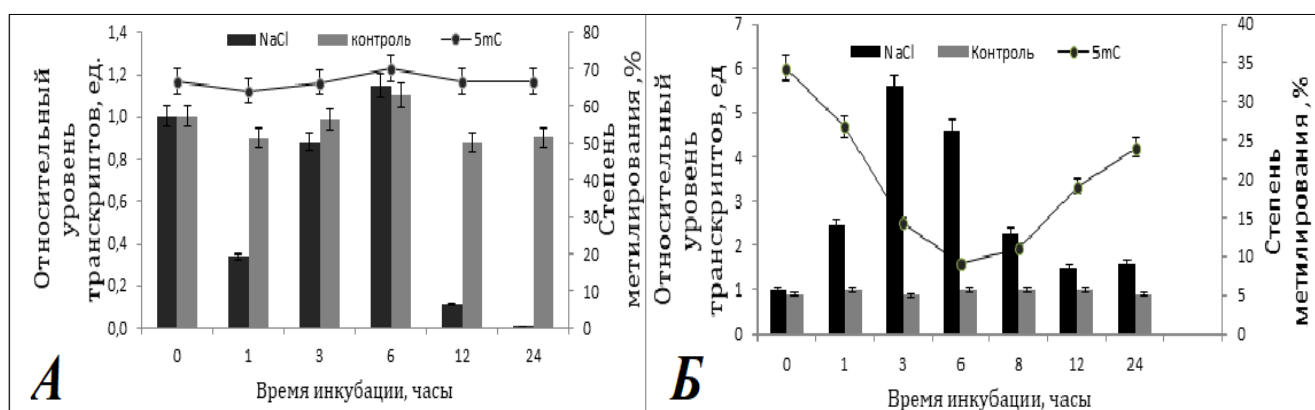 NaCl контроль 5mC
Относительный
уровень
транскриптов, ед.
1,4
1,2
1,0
0,8
0,6
0,4
0,2
0,0
80
70
60
50
40
30
20
10
0
Степень
метилирования ,%
0 1 3 6 12 24
Время инкубации, часы
А
NaCl Контроль 5mC
Относительный
уровень
транскриптов, ед
7
6
5
4
3
2
1
0
40
35
30
25
20
15
10
5
0
Степень
метилирования ,%
0 1 3 6 8 12 24
Время инкубации, часы
Б